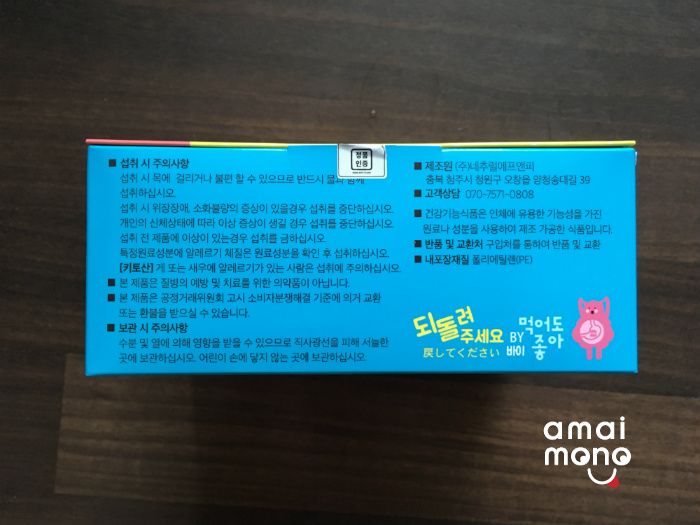 ■ 섭취 시 주의사항
섭취 시 목에 걸리거나 불편 할 수 있으므로 반드시 물과 함께
섭취하십시오.
섭취 시 위장장애, 소화불량의 증상이 있을경우 섭취를 중단하십시오.
개인의 신체상태에 따라 이상 증상이 생길 경우 섭취를 중단하십시오
섭취 전 제품에 이상이 있는경우 섭취를 금하십시오.
특정원료성분에 알레르기 체질은 원료성분을 확인 후 섭취하십시오.
[키토산] 게 또는 새우에 알레르기가 있는 사람은 섭취에 주의하십시오.
■ 본 제품은 질병의 예방 및 치료를 위한 의약품이 아닙니다.
■ 본 제품은 공정거래위원회 고시 소비자분쟁해결 기준에 의거 교환
또는 환불을 받으실 수 있습니다.
■ 보관 시 주의사항
수분 및 열에 의해 영향을 받을 수 있으므로 직사광선을 피해 서늘한
곳에 보관하십시오. 어린이 손에 닿지 않는 곳에 보관하십시오.
정품
인증
■ 제조원 (주)네추럴에프앤피
충북 청주시 청원구 오창읍 양청송대길 39
■ 고객상담 070-7571-0808
■ 건강기능식품은 인체에 유용한 기능성을 가진
원료나 성분을 사용하여 제조 가공한 식품입니다.
■ 반품 및 교환처 구입처를 통하여 반품 및 교환
■ 내포장재질 폴리에틸렌(PE)
되돌려
주세요
戻してください
BY
바이
먹어도
좋아
amai
mono